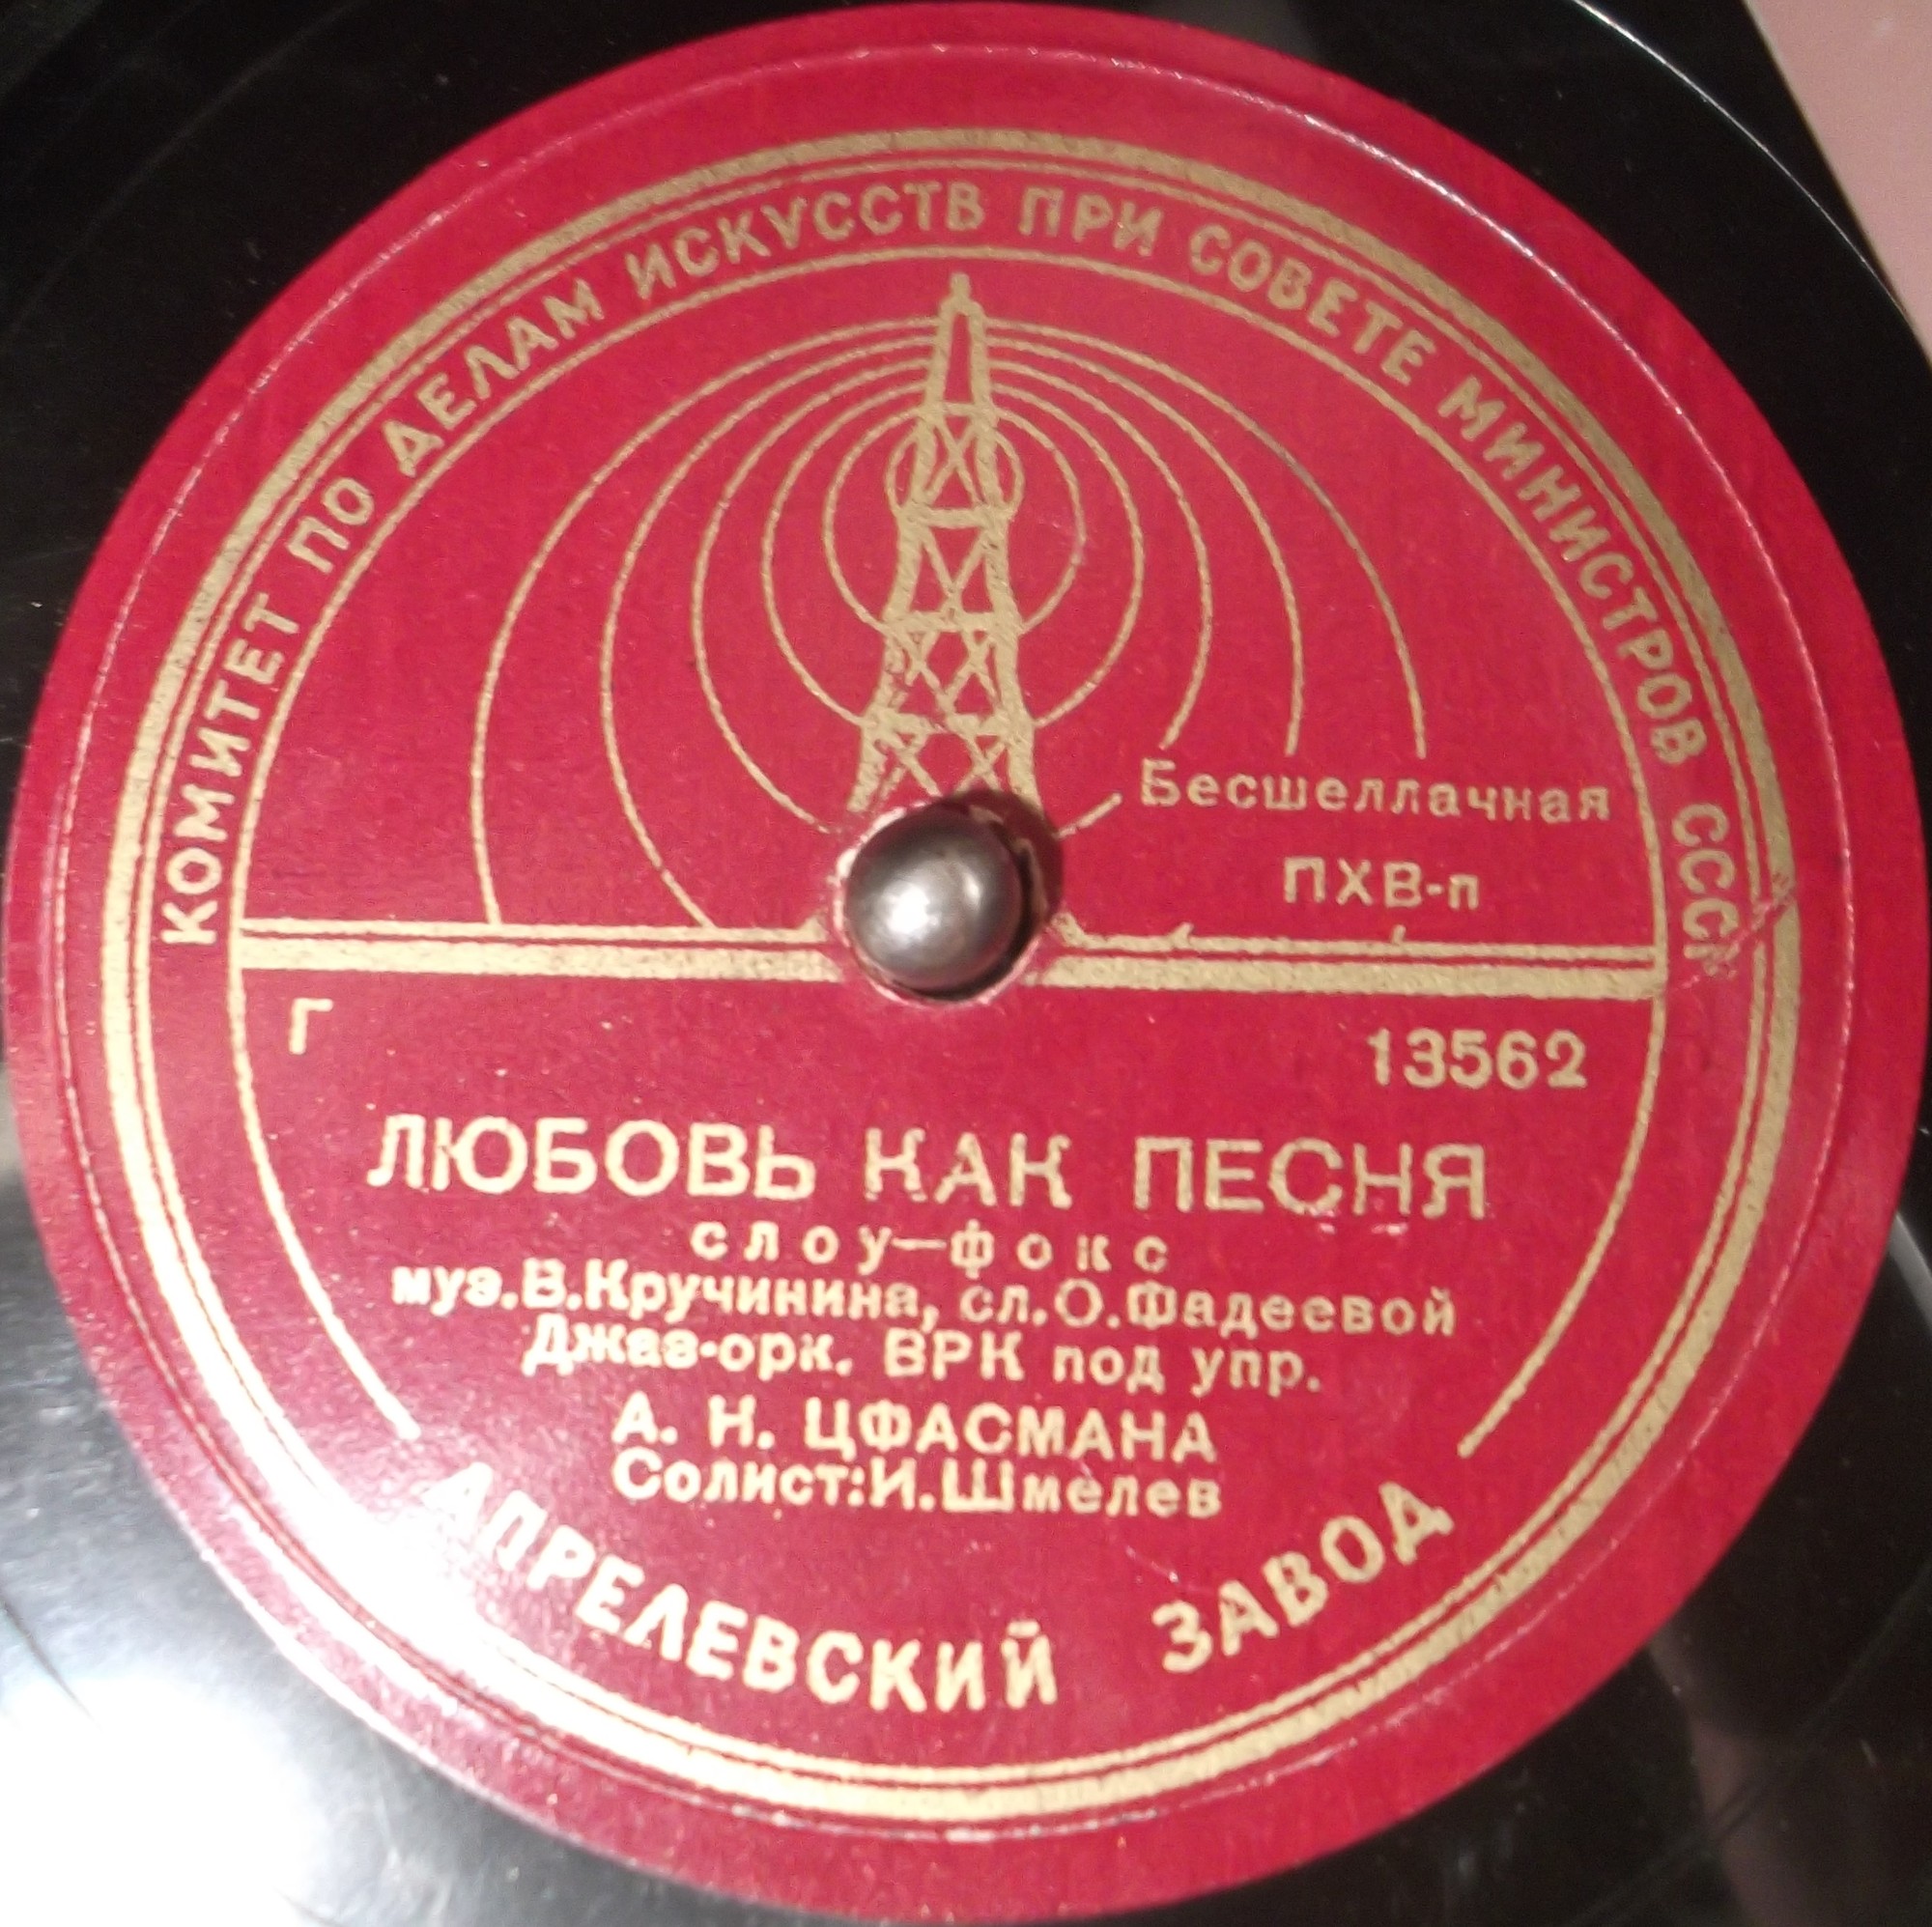 КОМИТЕТ ПО ДЕЛАМ ИСКУССТВ ПРИ СОВЕТЕ МИНИСТРОВ СССР
Бесшеллачная
ПХВ-п
Г 13562
ЛЮБОВЬ КАК ПЕСНЯ
слоу—фокс
муз.В.Кручинина, сл.О.Фадеевой
Джаз-орк. ВРК под упр.
А. Н. ЦФАСМАНА
Солист:И.Шмелев
АПРЕЛЕВСКИЙ ЗАВОД